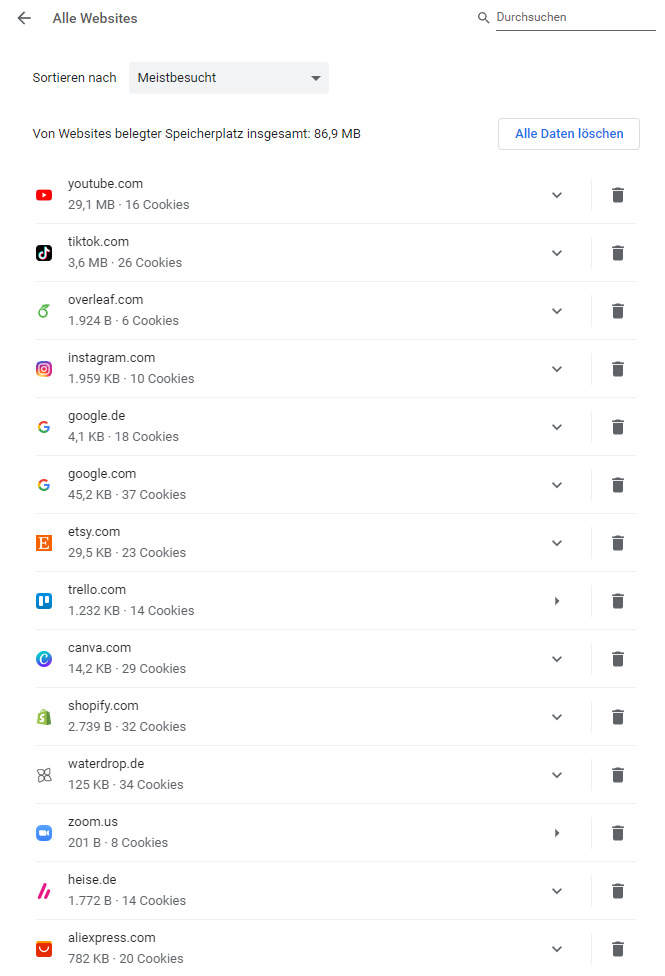 Alle Websites
Durchsuchen
Sortieren nach
Meistbesucht
Von Websites belegter Speicherplatz insgesamt: 86,9 MB
Alle Daten löschen
youtube.com
29,1 MB · 16 Cookies
tiktok.com
3,6 MB · 26 Cookies
overleaf.com
1.924 B · 6 Cookies
instagram.com
1.959 KB · 10 Cookies
google.de
4,1 KB · 18 Cookies
google.com
45,2 KB · 37 Cookies
etsy.com
29,5 KB · 23 Cookies
trello.com
1.232 KB · 14 Cookies
canva.com
14,2 KB · 29 Cookies
shopify.com
2.739 B · 32 Cookies
waterdrop.de
125 KB · 34 Cookies
zoom.us
201 B · 8 Cookies
heise.de
1.772 B · 14 Cookies
aliexpress.com
782 KB · 20 Cookies